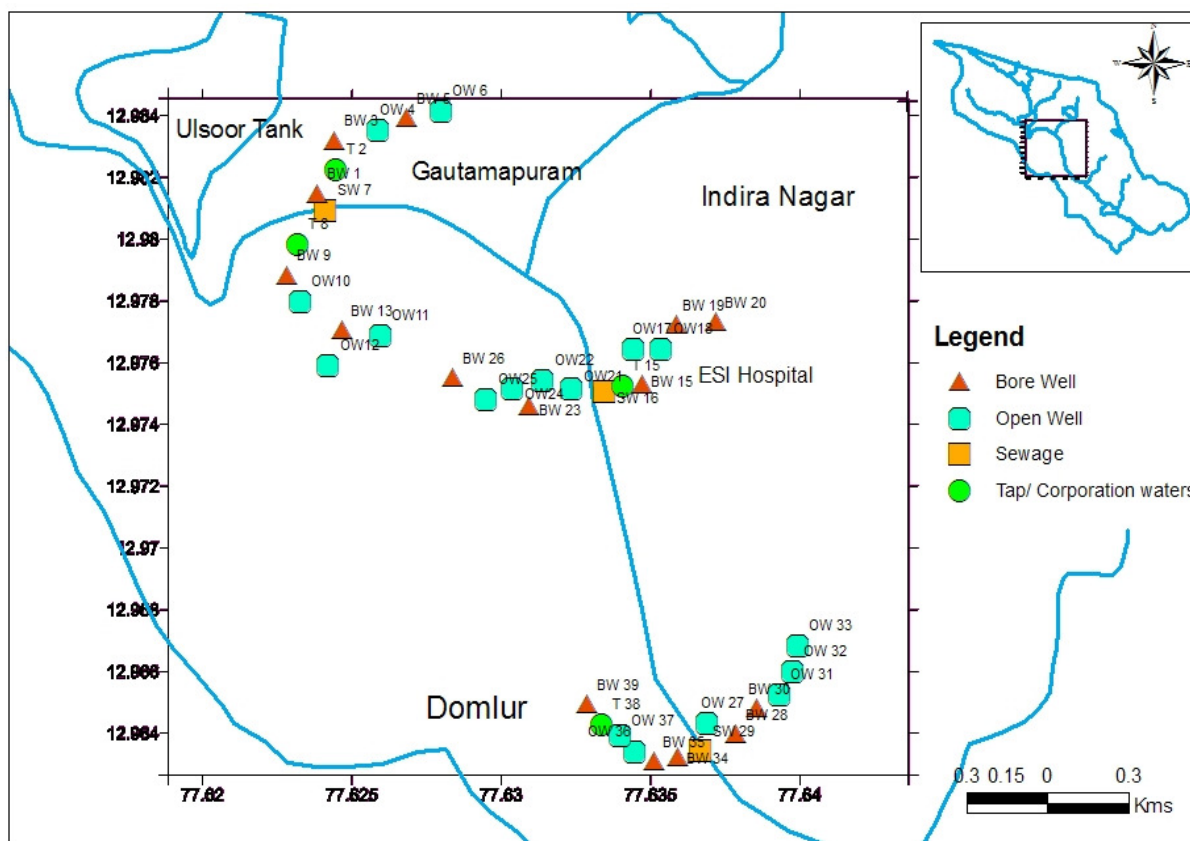 N
W
E
S
OW 6
BW 5
12.984
OW 4
BW 3
Ulsoor Tank
T 2
Gautamapuram
12.982
BW 1
SW 7
Indira Nagar
T 8
12.98
BW 9
OW10
12.978
BW 13
OW11
BW 19
BW 20
OW17
OW18
OW12
12.976
BW 26
OW22
T 15
ESI Hospital
OW25
OW21
BW 15
OW24
SW 16
BW 23
12.974
12.972
12.97
12.968
OW 33
OW 32
12.966
OW 31
BW 39
BW 30
Domlur
T 38
OW 27
BW 28
OW 37
12.964
OW 36
SW 29
BW 35
BW 34
77.62
77.625
77.63
77.635
77.64
Legend
Bore Well
Open Well
Sewage
Tap/ Corporation waters
0.3 0.15 0 0.3
Kms